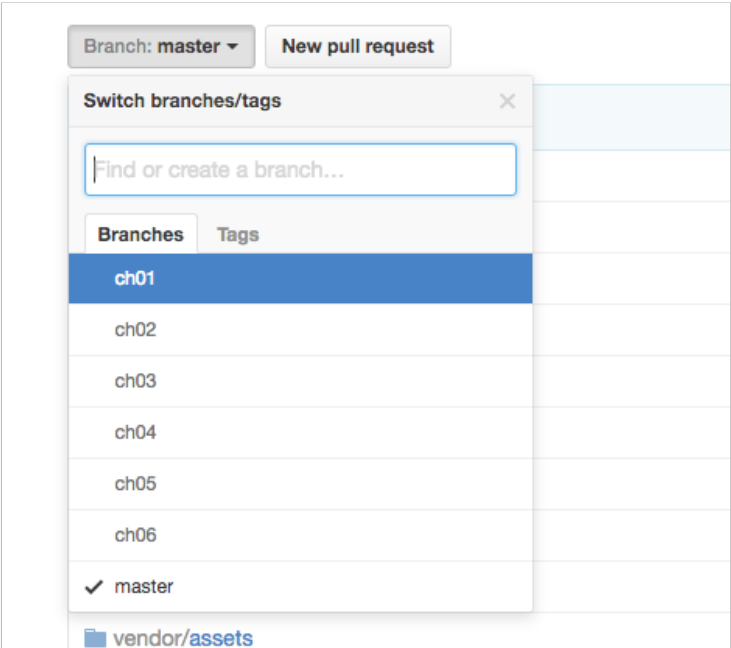 Branch: master New pull request
Switch branches/tags
Find or create a branch...
Branches Tags
ch01
ch02
ch03
ch04
ch05
ch06
master
vendor/assets